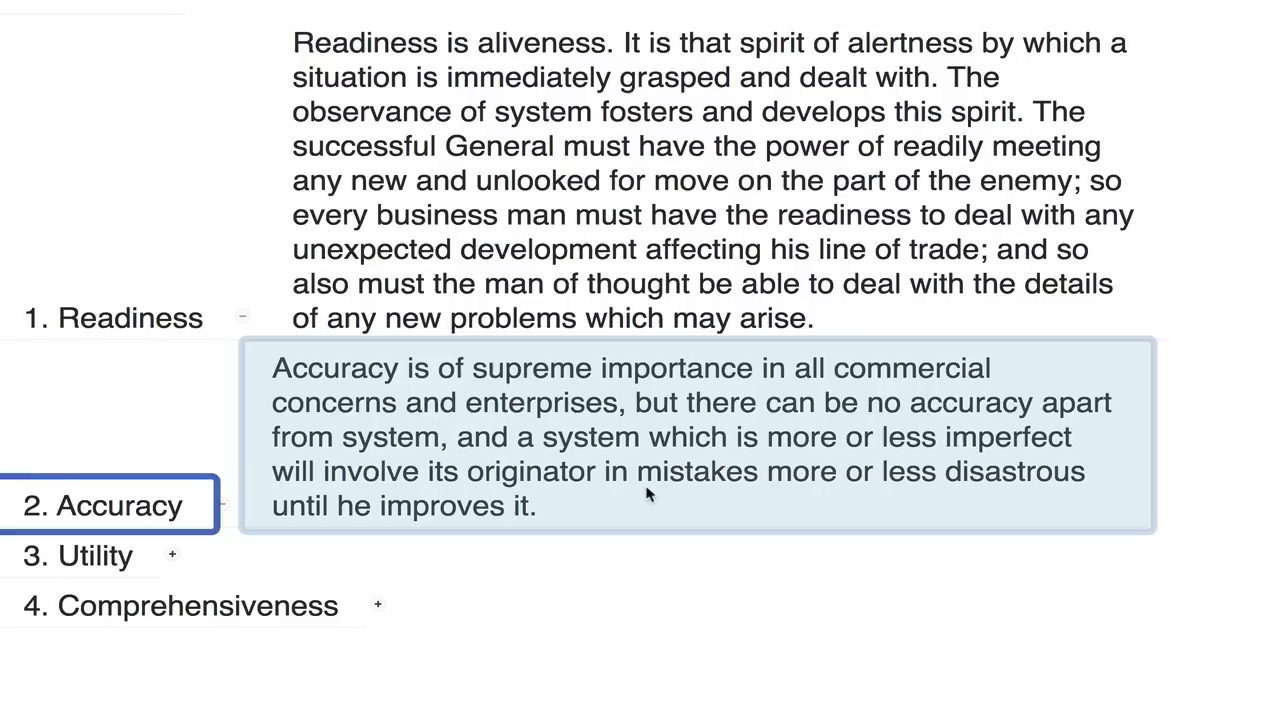 Readiness is aliveness. It is that spirit of alertness by which a
situation is immediately grasped and dealt with. The
observance of system fosters and develops this spirit. The
successful General must have the power of readily meeting
any new and unlooked for move on the part of the enemy; so
every business man must have the readiness to deal with any
unexpected development affecting his line of trade; and so
also must the man of thought be able to deal with the details
of any new problems which may arise.
1. Readiness
Accuracy is of supreme importance in all commercial
concerns and enterprises, but there can be no accuracy apart
from system, and a system which is more or less imperfect
will involve its originator in mistakes more or less disastrous
until he improves it.
2. Accuracy
3. Utility
4. Comprehensiveness